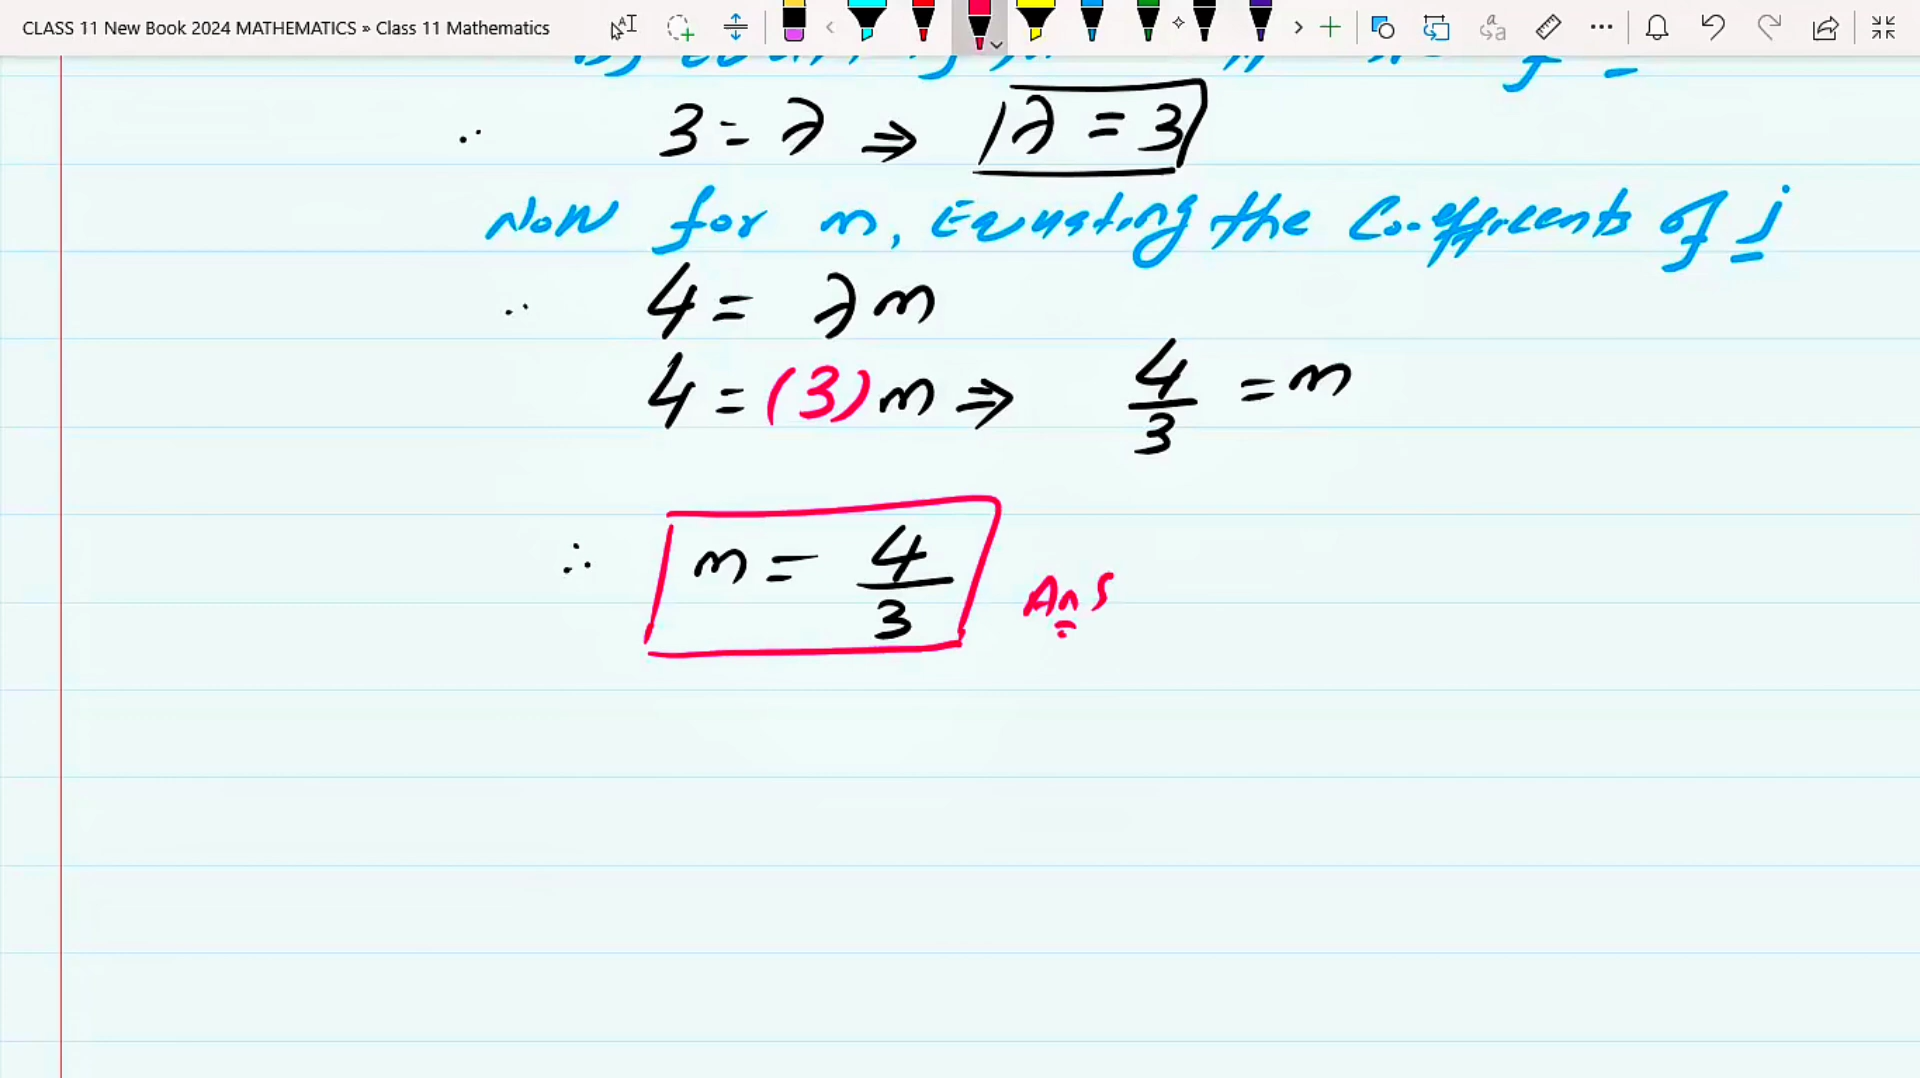 CLASS 11 New Book 2024 MATHEMATICS » Class 11 Mathematics
∴ 3 = λ ⇒ λ = 3
Now for m, Equating the Co-efficients of j
∴ 4 = λm
4 = (3)m ⇒ 4/3 = m
∴ m = 4/3 Ans